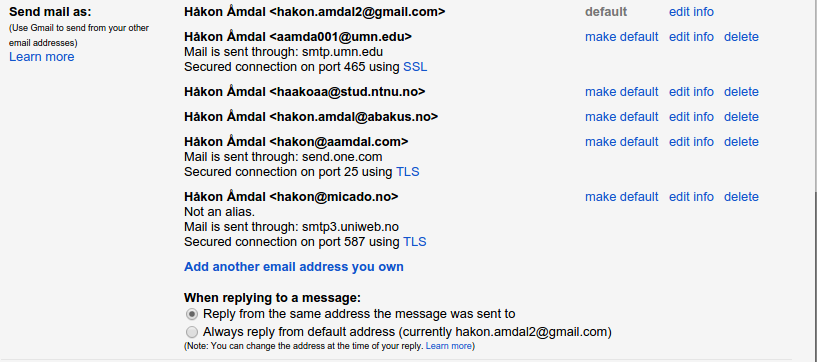 Send mail as:
(Use Gmail to send from your other
email addresses)
Learn more
Håkon Åmdal <hakon.amdal2@gmail.com> default edit info
Håkon Åmdal <aamda001@umn.edu> make default edit info delete
Mail is sent through: smtp.umn.edu
Secured connection on port 465 using SSL
Håkon Åmdal <haakoaa@stud.ntnu.no> make default edit info delete
Håkon Åmdal <hakon.amdal@abakus.no> make default edit info delete
Håkon Åmdal <hakon@aamdal.com> make default edit info delete
Mail is sent through: send.one.com
Secured connection on port 25 using TLS
Håkon Åmdal <hakon@micado.no> make default edit info delete
Not an alias.
Mail is sent through: smtp3.uniweb.no
Secured connection on port 587 using TLS
Add another email address you own
When replying to a message:
Reply from the same address the message was sent to
Always reply from default address (currently hakon.amdal2@gmail.com)
(Note: You can change the address at the time of your reply. Learn more)